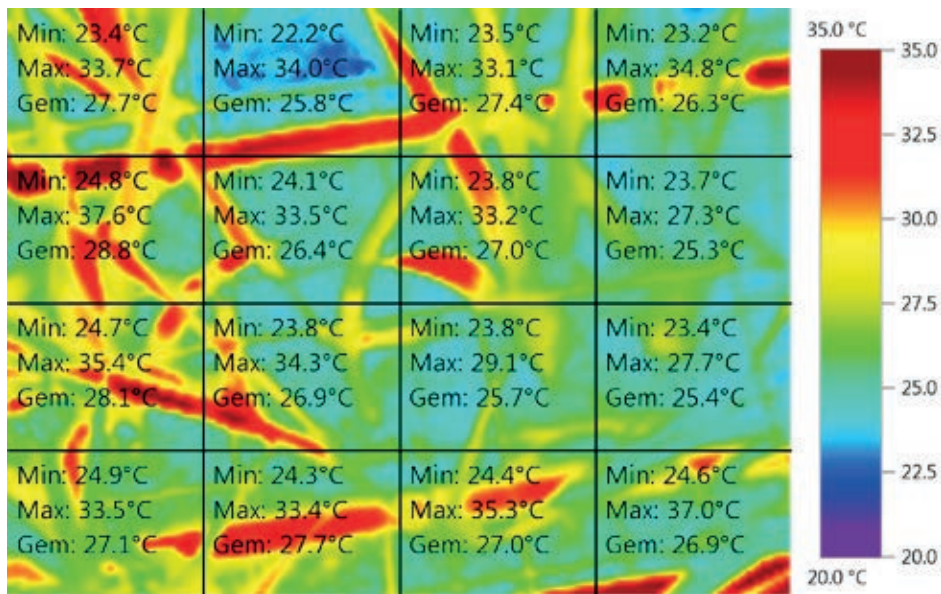 Min: 23.4°C
Max: 33.7°C
Gem: 27.7°C
Min: 22.2°C
Max: 34.0°C
Gem: 25.8°C
Min: 23.5°C
Max: 33.1°C
Gem: 27.4°C
Min: 23.2°C
Max: 34.8°C
Gem: 26.3°C
Min: 24.8°C
Max: 37.6°C
Gem: 28.8°C
Min: 24.1°C
Max: 33.5°C
Gem: 26.4°C
Min: 23.8°C
Max: 33.2°C
Gem: 27.0°C
Min: 23.7°C
Max: 27.3°C
Gem: 25.3°C
Min: 24.7°C
Max: 35.4°C
Gem: 28.1°C
Min: 23.8°C
Max: 34.3°C
Gem: 26.9°C
Min: 23.8°C
Max: 29.1°C
Gem: 25.7°C
Min: 23.4°C
Max: 27.7°C
Gem: 25.4°C
Min: 24.9°C
Max: 33.5°C
Gem: 27.1°C
Min: 24.3°C
Max: 33.4°C
Gem: 27.7°C
Min: 24.4°C
Max: 35.3°C
Gem: 27.0°C
Min: 24.6°C
Max: 37.0°C
Gem: 26.9°C
35.0 °C
35.0
32.5
30.0
27.5
25.0
22.5
20.0
20.0 °C